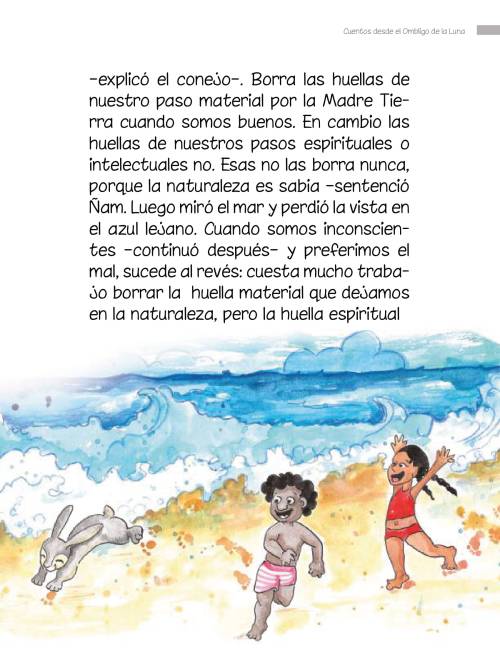 Cuentos desde el Ombligo de la Luna
–explicó el conejo–. Borra las huellas de
nuestro paso material por la Madre Tie-
rra cuando somos buenos. En cambio las
huellas de nuestros pasos espirituales o
intelectuales no. Esas no las borra nunca,
porque la naturaleza es sabia –sentenció
Ñam. Luego miró el mar y perdió la vista en
el azul lejano. Cuando somos inconscien-
tes –continuó después– y preferimos el
mal, sucede al revés: cuesta mucho traba-
jo borrar la huella material que dejamos
en la naturaleza, pero la huella espiritual